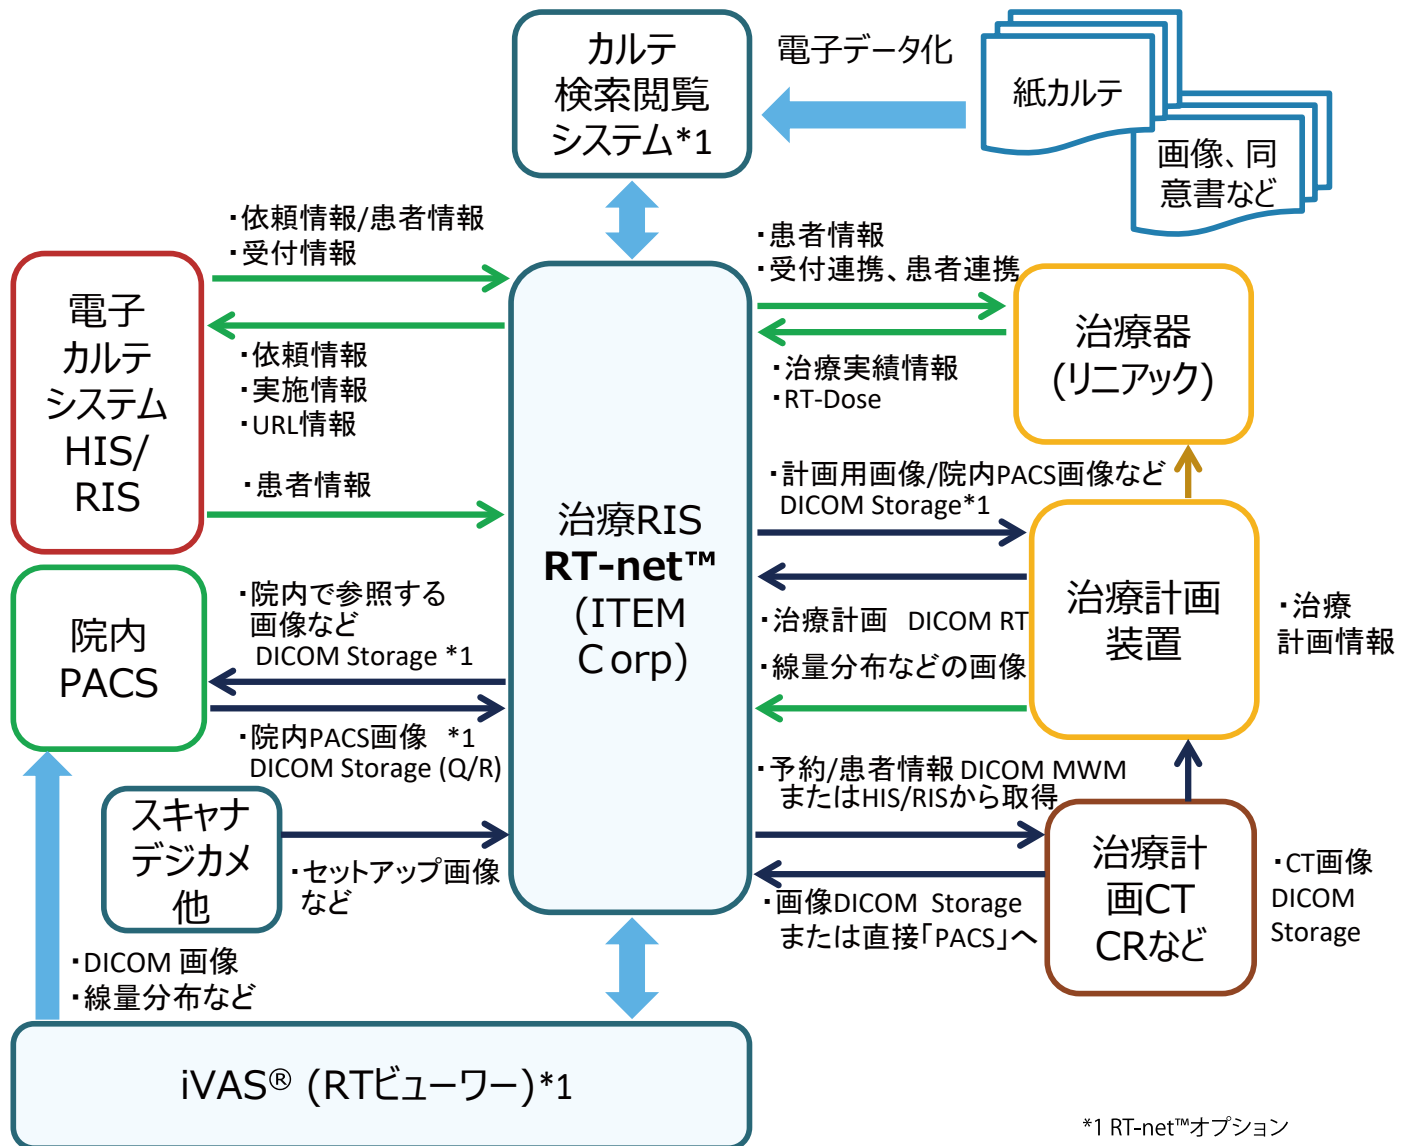 カルテ
検索閲覧
システム*1
電子データ化
紙カルテ
画像、同
意書など
・依頼情報/患者情報
・受付情報
・患者情報
・受付連携、患者連携
電子
カルテ
システム
HIS/
RIS
・依頼情報
・実施情報
・URL情報
・患者情報
治療器
(リニアック)
・治療実績情報
・RT-Dose
・計画用画像/院内PACS画像など
DICOM Storage*1
治療RIS
RT-net™
(ITEM
Corp)
院内
PACS
・院内で参照する
画像など
DICOM Storage *1
・治療計画 DICOM RT
・線量分布などの画像
治療計画
装置
・治療
計画情報
・院内PACS画像 *1
DICOM Storage (Q/R)
・予約/患者情報 DICOM MWM
またはHIS/RISから取得
スキャナ
デジカメ
他
・セットアップ画像
など
・画像DICOM Storage
または直接「PACS」へ
治療計
画CT
CRなど
・CT画像
DICOM
Storage
・DICOM 画像
・線量分布など
iVAS® (RTビューワー)*1
*1 RT-net™オプション